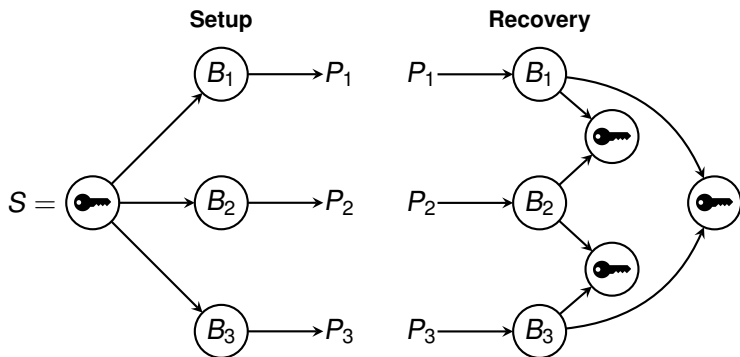 Setup
Recovery
B₁ P₁ P₁ B₁
S = B₂ P₂ P₂ B₂
B₃ P₃ P₃ B₃